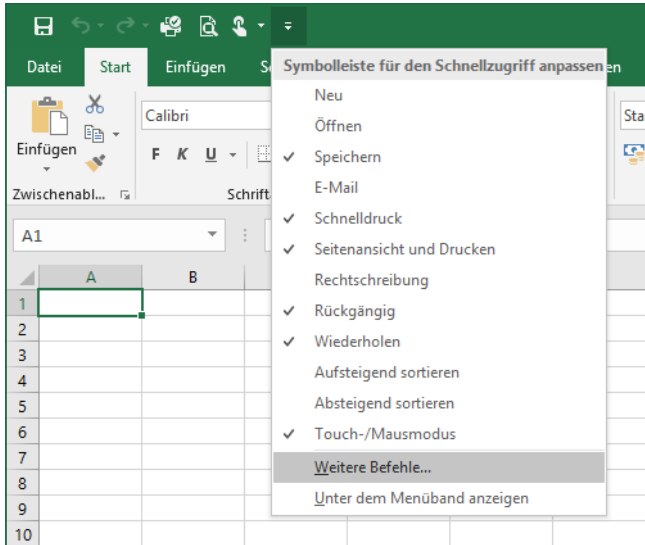 Datei Start Einfügen S
Symbolleiste für den Schnellzugriff anpassen
en
Neu
Öffnen
Speichern
E-Mail
Schnelldruck
Seitenansicht und Drucken
Rechtschreibung
Rückgängig
Wiederholen
Aufsteigend sortieren
Absteigend sortieren
Touch-/Mausmodus
Weitere Befehle...
Unter dem Menüband anzeigen
Einfügen
Calibri
F K U
Sta
Zwischenabl... Schrift
A1
A B
1
2
3
4
5
6
7
8
9
10